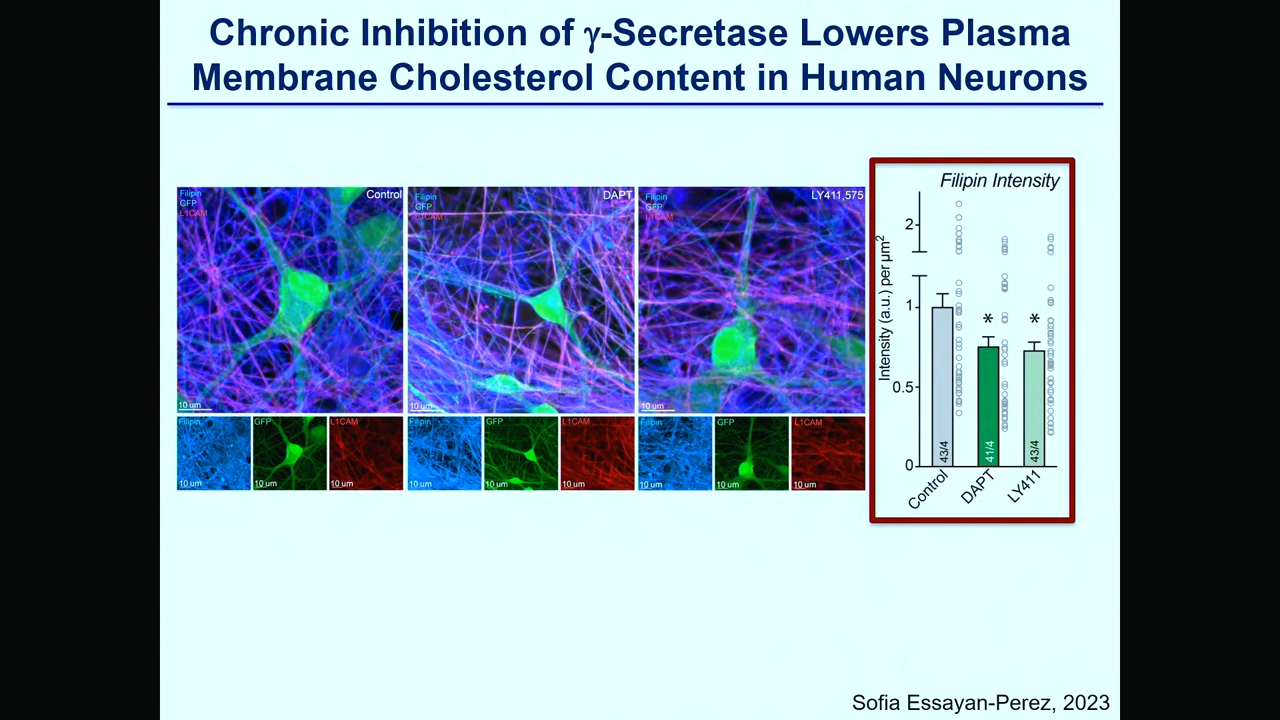 Chronic Inhibition of γ-Secretase Lowers Plasma
Membrane Cholesterol Content in Human Neurons
Filipin
GFP
L1CAM
Control
10 um
Filipin
GFP
L1CAM
DAPT
10 um
Filipin
GFP
L1CAM
LY411,575
10 um
Filipin
10 um
GFP
10 um
L1CAM
10 um
Filipin
10 um
GFP
10 um
L1CAM
10 um
Filipin
10 um
GFP
10 um
L1CAM
10 um
Filipin Intensity
Intensity (a.u.) per µm²
2
1
0.5
0
*
*
43/4
41/4
43/4
Control
DAPT
LY411
Sofia Essayan-Perez, 2023